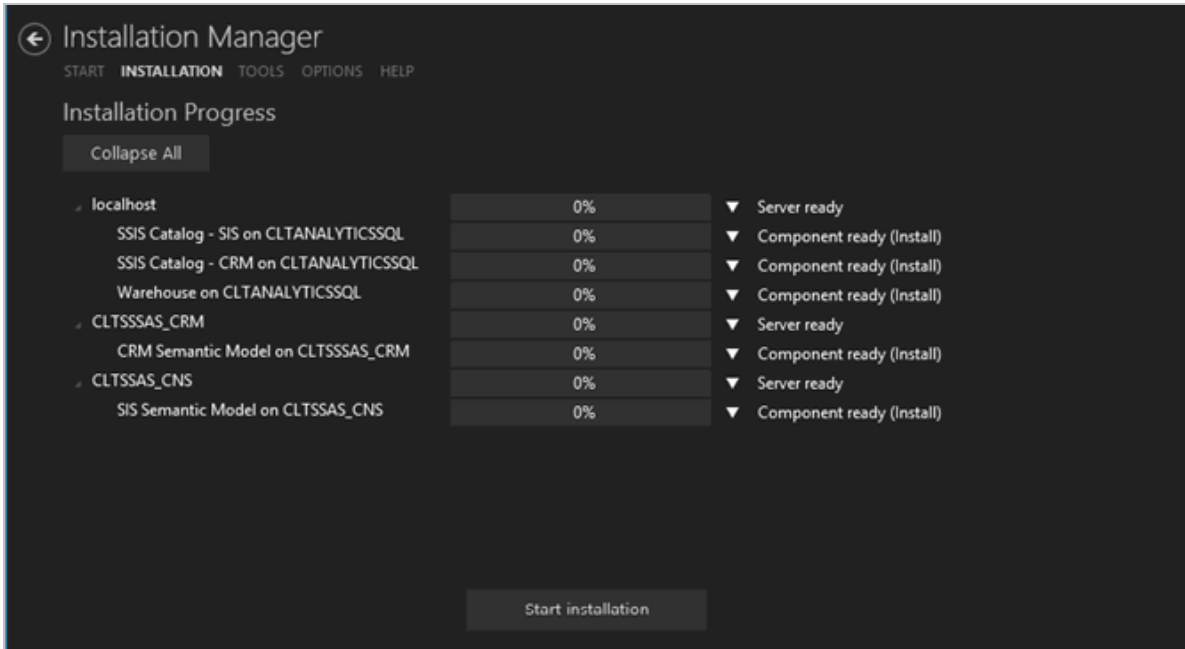 Installation Manager
START INSTALLATION TOOLS OPTIONS HELP
Installation Progress
Collapse All
localhost 0% Server ready
SSIS Catalog - SIS on CLTANALYTICSSQL 0% Component ready (Install)
SSIS Catalog - CRM on CLTANALYTICSSQL 0% Component ready (Install)
Warehouse on CLTANALYTICSSQL 0% Component ready (Install)
CLTSSSAS_CRM 0% Server ready
CRM Semantic Model on CLTSSSAS_CRM 0% Component ready (Install)
CLTSSAS_CNS 0% Server ready
SIS Semantic Model on CLTSSAS_CNS 0% Component ready (Install)
Start installation